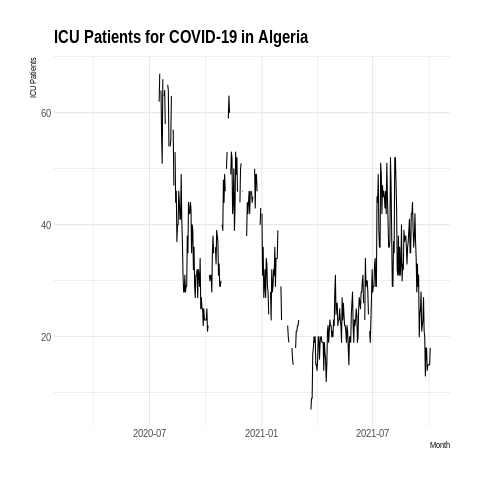 ICU Patients for COVID-19 in Algeria
ICU Patients
60
40
20
2020-07
2021-01
2021-07
Month